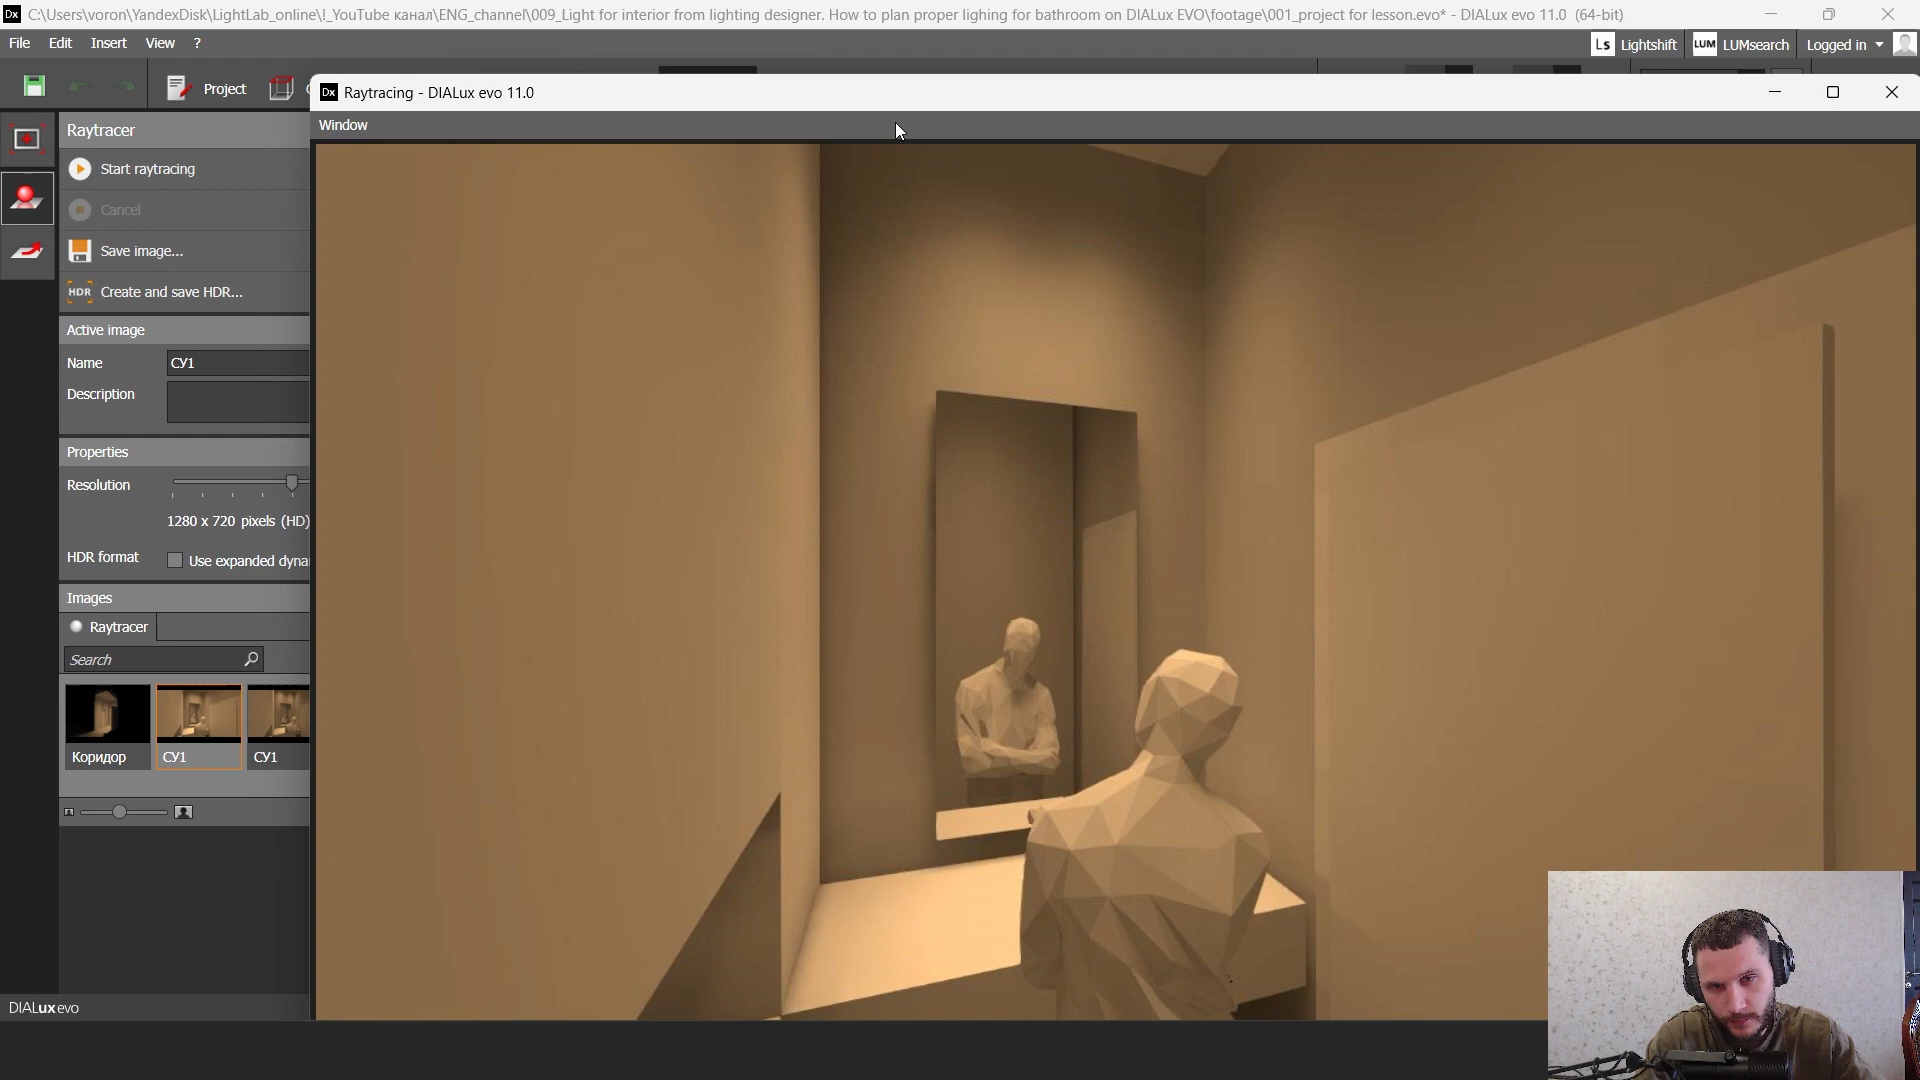 C:\Users\voron\YandexDisk\LightLab_online\!_YouTube канал\ENG_channel\009_Light for interior from lighting designer. How to plan proper lighing for bathroom on DIALux EVO\footage\001_project for lesson.evo* - DIALux evo 11.0 (64-bit)
File Edit Insert View ?
Ls Lightshift LUM LUMsearch Logged in
Project
Dx Raytracing - DIALux evo 11.0
Window
Raytracer
Start raytracing
Cancel
Save image...
HDR Create and save HDR...
Active image
Name СУ1
Description
Properties
Resolution
1280 x 720 pixels (HD)
HDR format Use expanded dyna
Images
Raytracer
Search
Коридор СУ1 СУ1
DIALux evo